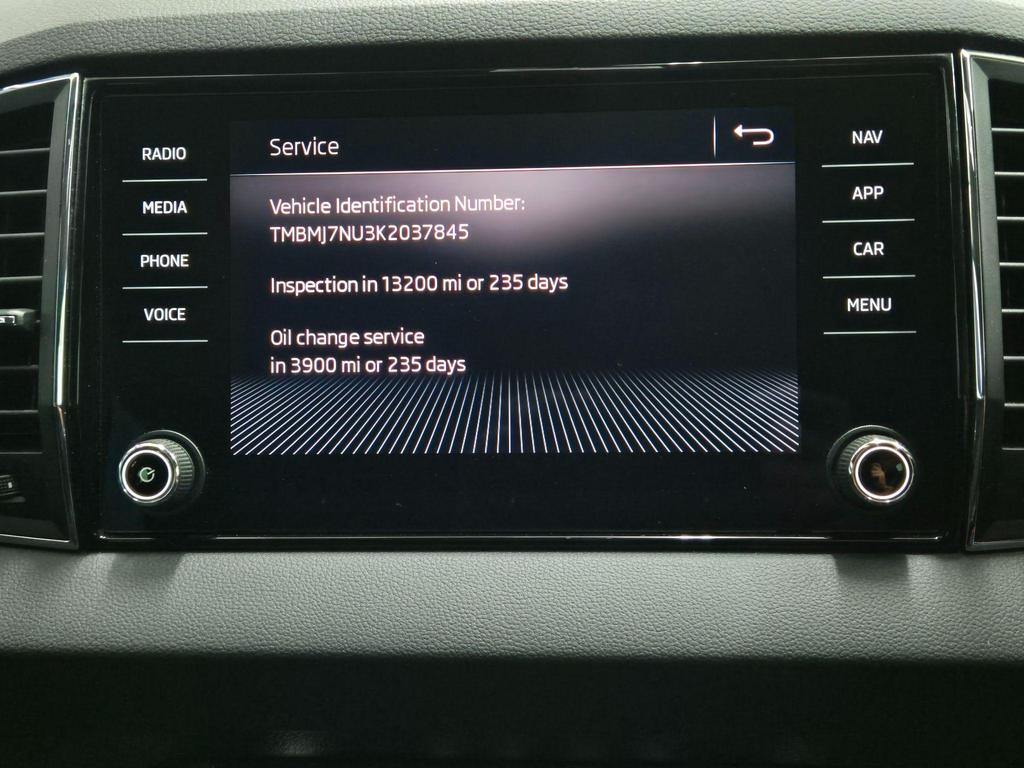 RADIO
MEDIA
PHONE
VOICE
Service
Vehicle Identification Number:
TMBMJ7NU3K2037845
Inspection in 13200 mi or 235 days
Oil change service
in 3900 mi or 235 days
NAV
APP
CAR
MENU